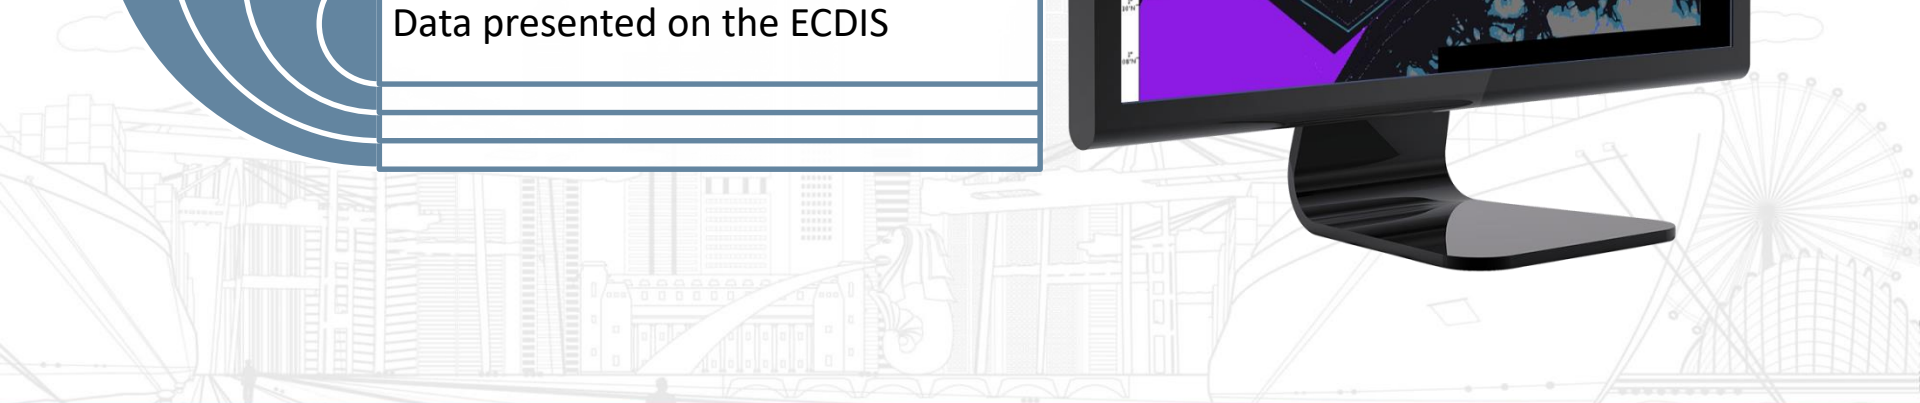 Data presented on the ECDIS